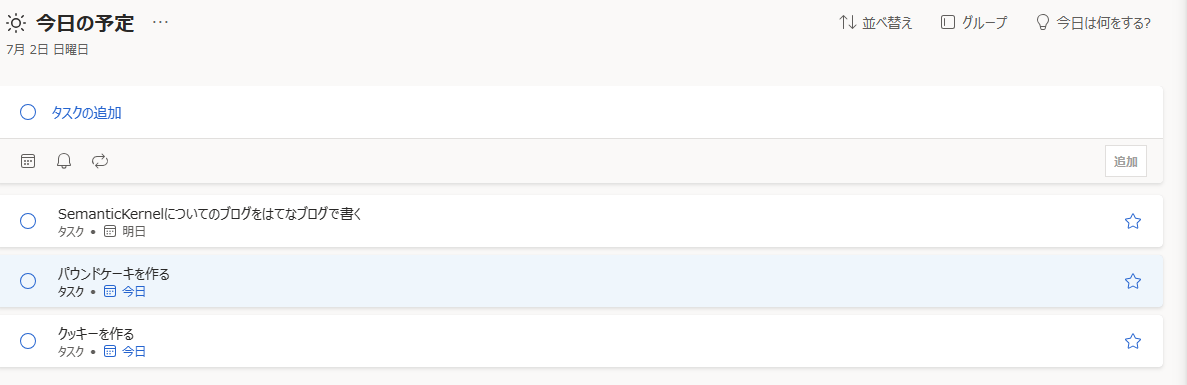 今日の予定 ...
並べ替え グループ 今日は何をする?
7月 2日 日曜日
タスクの追加
追加
SemanticKernelについてのブログをはてなブログで書く
タスク • 明日
パウンドケーキを作る
タスク • 今日
クッキーを作る
タスク • 今日